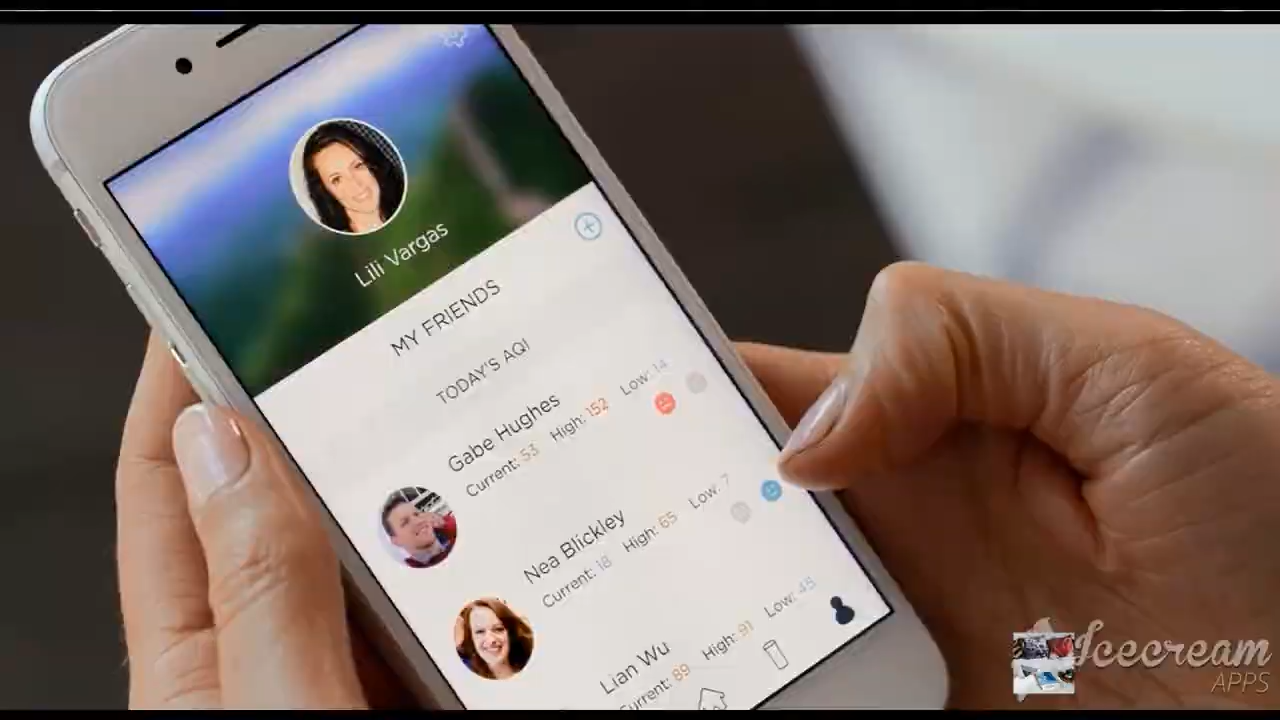 Lili Vargas
MY FRIENDS
TODAY'S AQI
Gabe Hughes
Current: 53 High: 152 Low: 14
Nea Blickley
Current: 18 High: 65 Low: 7
Lian Wu
Current: 89 High: 91 Low: 45
Icecream
APPS